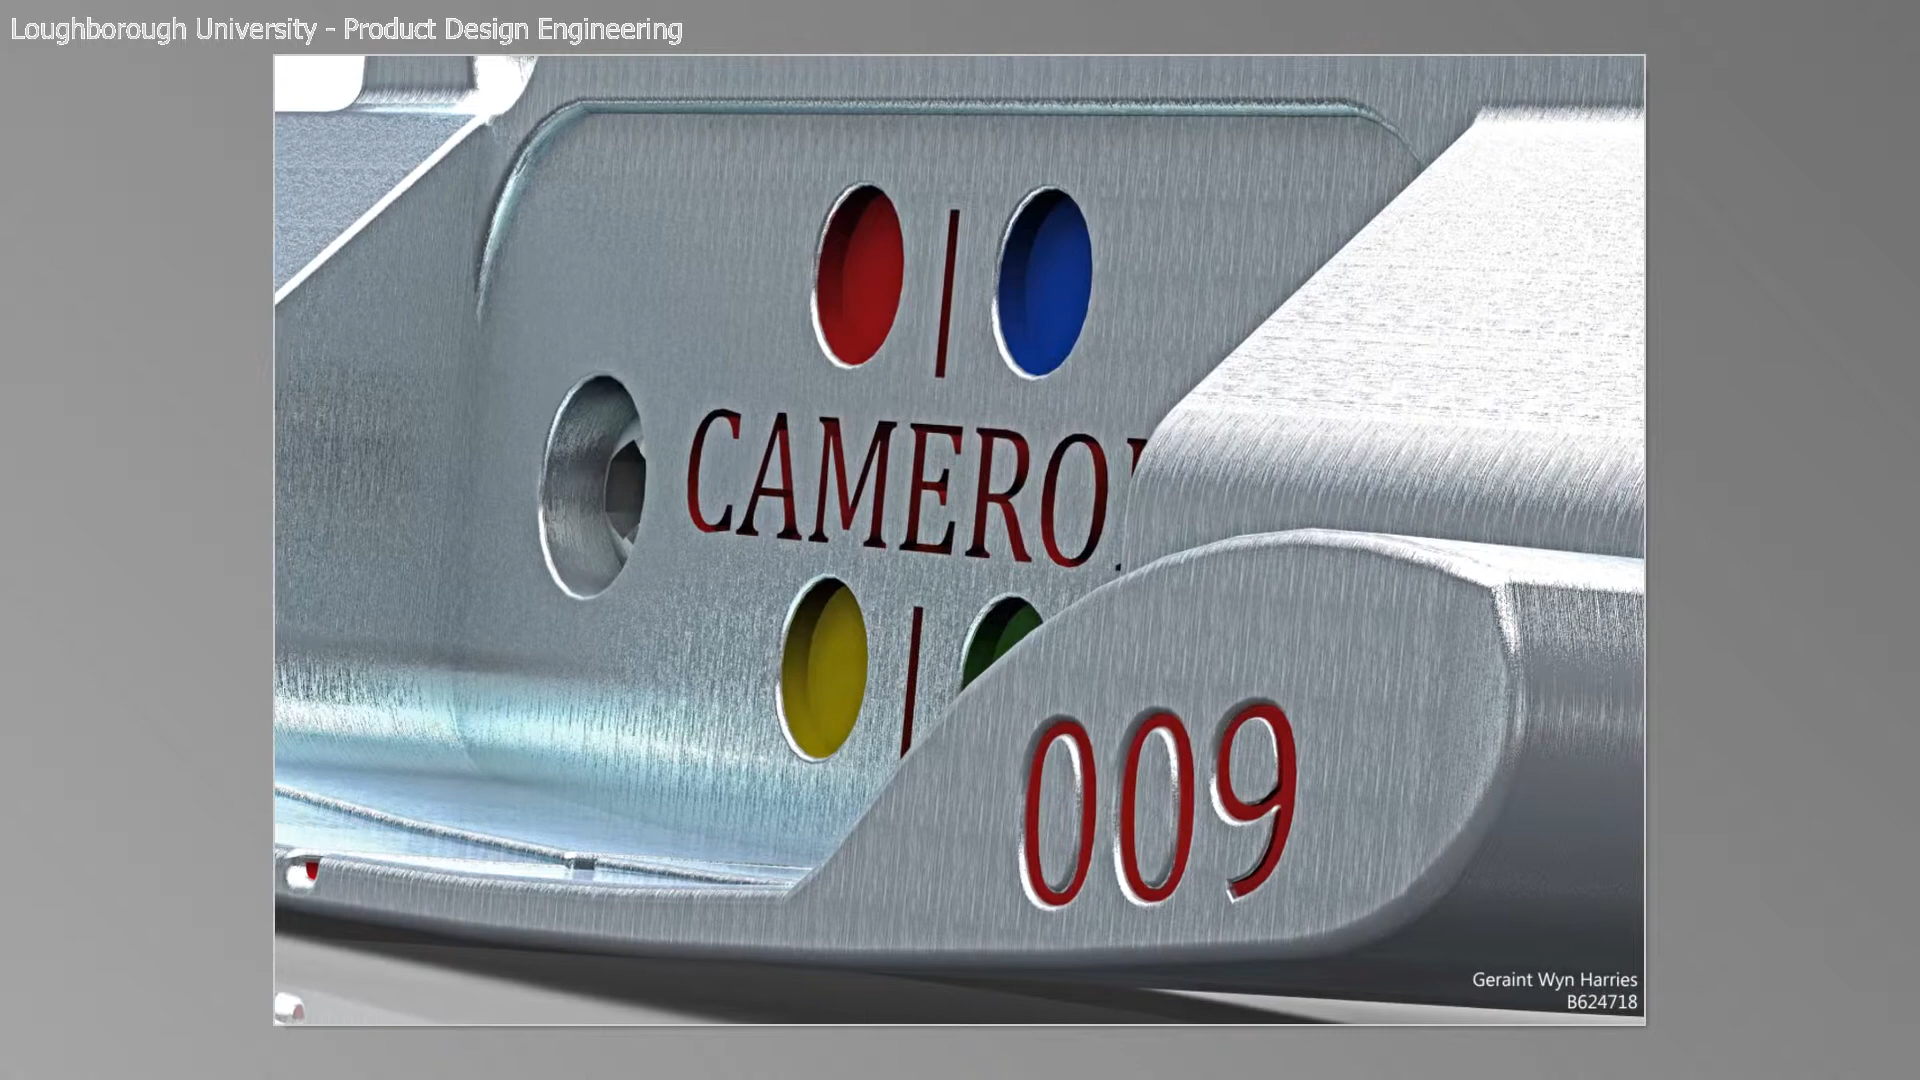 Loughborough University - Product Design Engineering
CAMERO
009
Geraint Wyn Harries
B624718